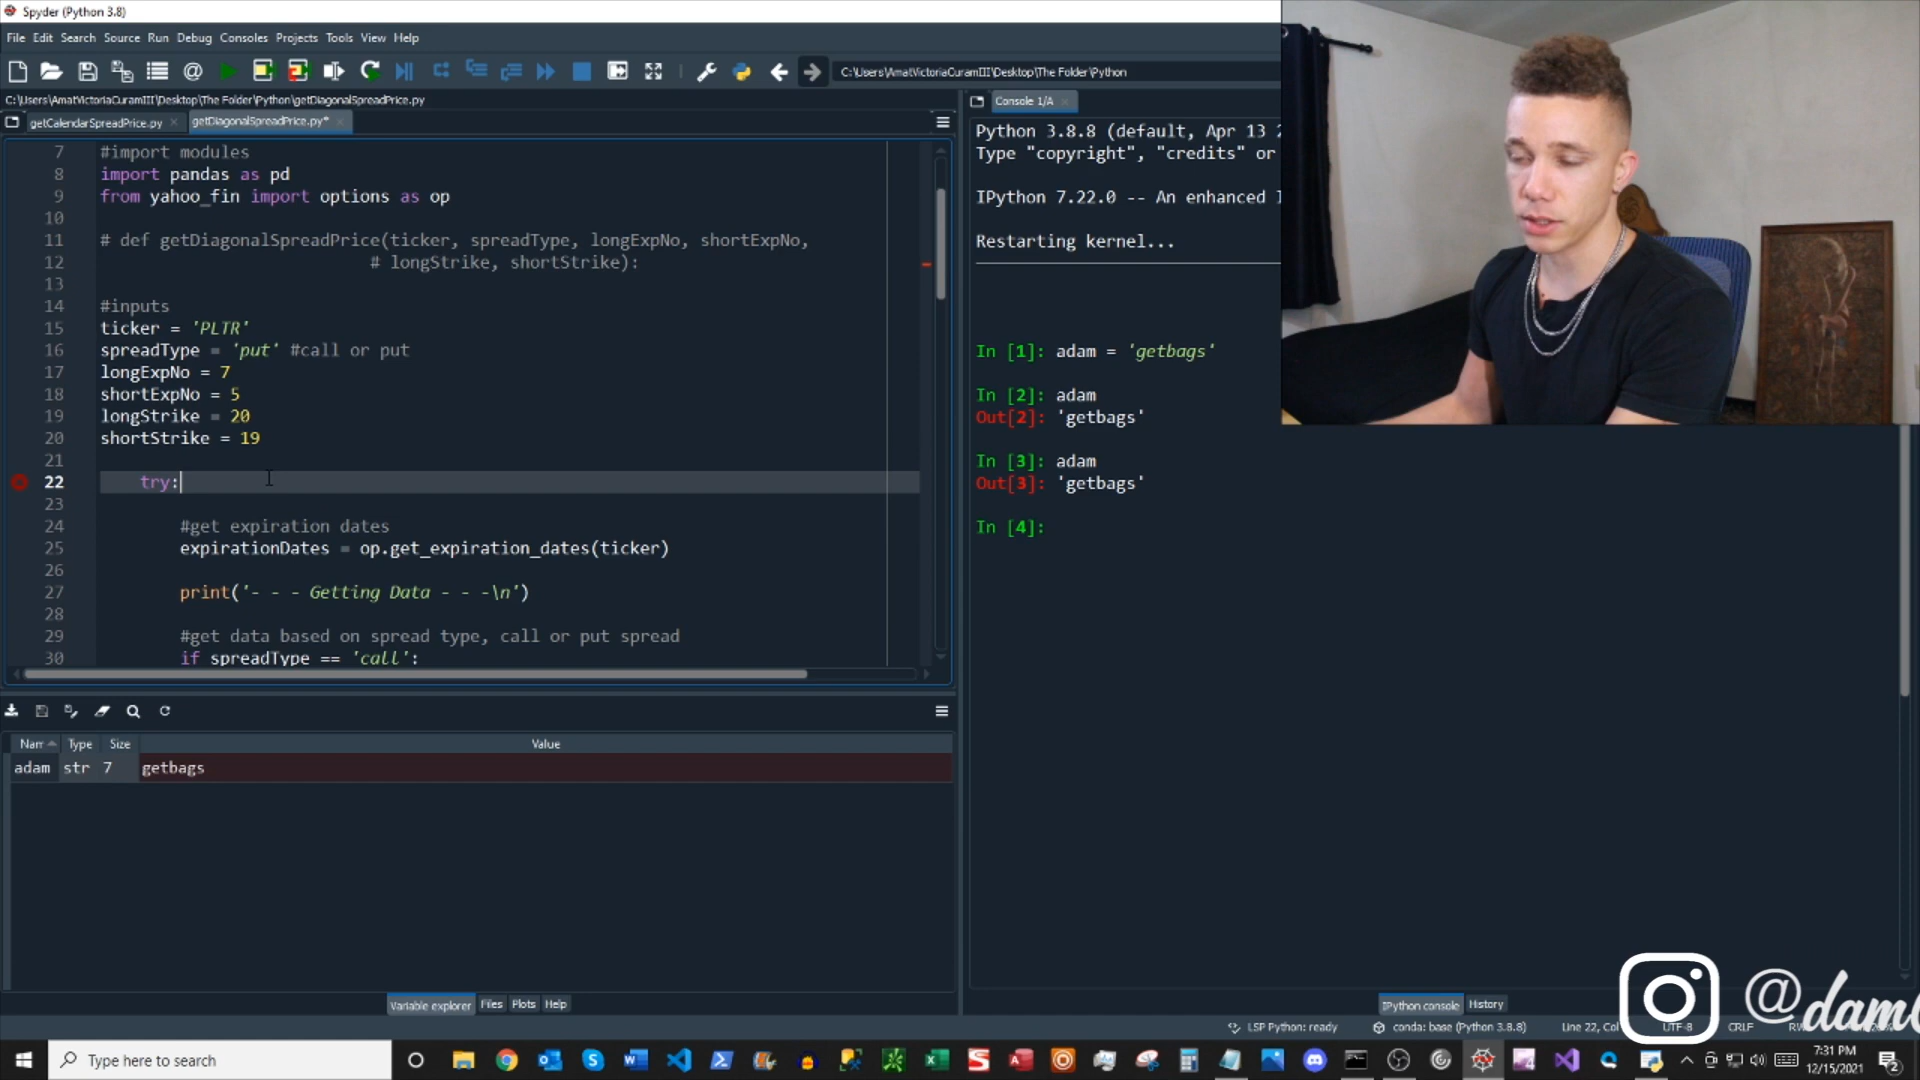 Spyder (Python 3.8)
File Edit Search Source Run Debug Consoles Projects Tools View Help
C:\Users\AmatVictoriaCuramIII\Desktop\The Folder\Python
C:\Users\AmatVictoriaCuramIII\Desktop\The Folder\Python\getDiagonalSpreadPrice.py
getCalendarSpreadPrice.py
getDiagonalSpreadPrice.py*
7 #import modules
8 import pandas as pd
9 from yahoo_fin import options as op
10
11 # def getDiagonalSpreadPrice(ticker, spreadType, longExpNo, shortExpNo,
12 # longStrike, shortStrike):
13
14 #inputs
15 ticker = 'PLTR'
16 spreadType = 'put' #call or put
17 longExpNo = 7
18 shortExpNo = 5
19 longStrike = 20
20 shortStrike = 19
21
22 try:
23
24 #get expiration dates
25 expirationDates = op.get_expiration_dates(ticker)
26
27 print('- - - Getting Data - - -\n')
28
29 #get data based on spread type, call or put spread
30 if spreadType == 'call':
Console 1/A
Python 3.8.8 (default, Apr 13 2
Type "copyright", "credits" or
IPython 7.22.0 -- An enhanced
Restarting kernel...
In [1]: adam = 'getbags'
In [2]: adam
Out[2]: 'getbags'
In [3]: adam
Out[3]: 'getbags'
In [4]:
Nam Type Size Value
adam str 7 getbags
Variable explorer Files Plots Help
IPython console History
LSP Python: ready conda: base (Python 3.8.8) Line 22, Col UTF-8 CRLF RW
@dam
Type here to search
7:31 PM
12/15/2021
2